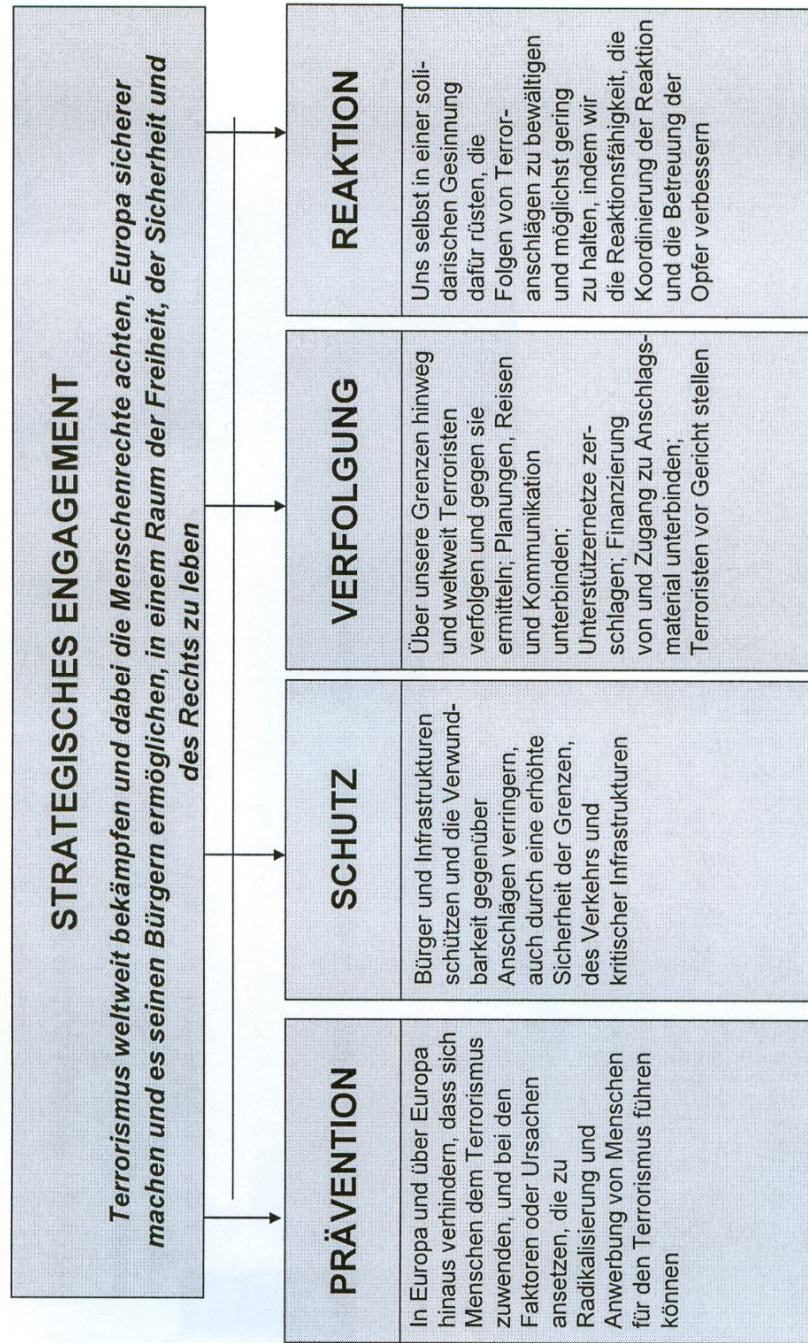 STRATEGISCHES ENGAGEMENT
Terrorismus weltweit bekämpfen und dabei die Menschenrechte achten, Europa sicherer
machen und es seinen Bürgern ermöglichen, in einem Raum der Freiheit, der Sicherheit und
des Rechts zu leben
PRÄVENTION
In Europa und über Europa
hinaus verhindern, dass sich
Menschen dem Terrorismus
zuwenden, und bei den
Faktoren oder Ursachen
ansetzen, die zu
Radikalisierung und
Anwerbung von Menschen
für den Terrorismus führen
können
SCHUTZ
Bürger und Infrastrukturen
schützen und die Verwund-
barkeit gegenüber
Anschlägen verringern,
auch durch eine erhöhte
Sicherheit der Grenzen,
des Verkehrs und
kritischer Infrastrukturen
VERFOLGUNG
Über unsere Grenzen hinweg
und weltweit Terroristen
verfolgen und gegen sie
ermitteln; Planungen, Reisen
und Kommunikation
unterbinden;
Unterstützernetze zer-
schlagen; Finanzierung
von und Zugang zu Anschlags-
material unterbinden;
Terroristen vor Gericht stellen
REAKTION
Uns selbst in einer soli-
darischen Gesinnung
dafür rüsten, die
Folgen von Terror-
anschlägen zu bewältigen
und möglichst gering
zu halten, indem wir
die Reaktionsfähigkeit, die
Koordinierung der Reaktion
und die Betreuung der
Opfer verbessern